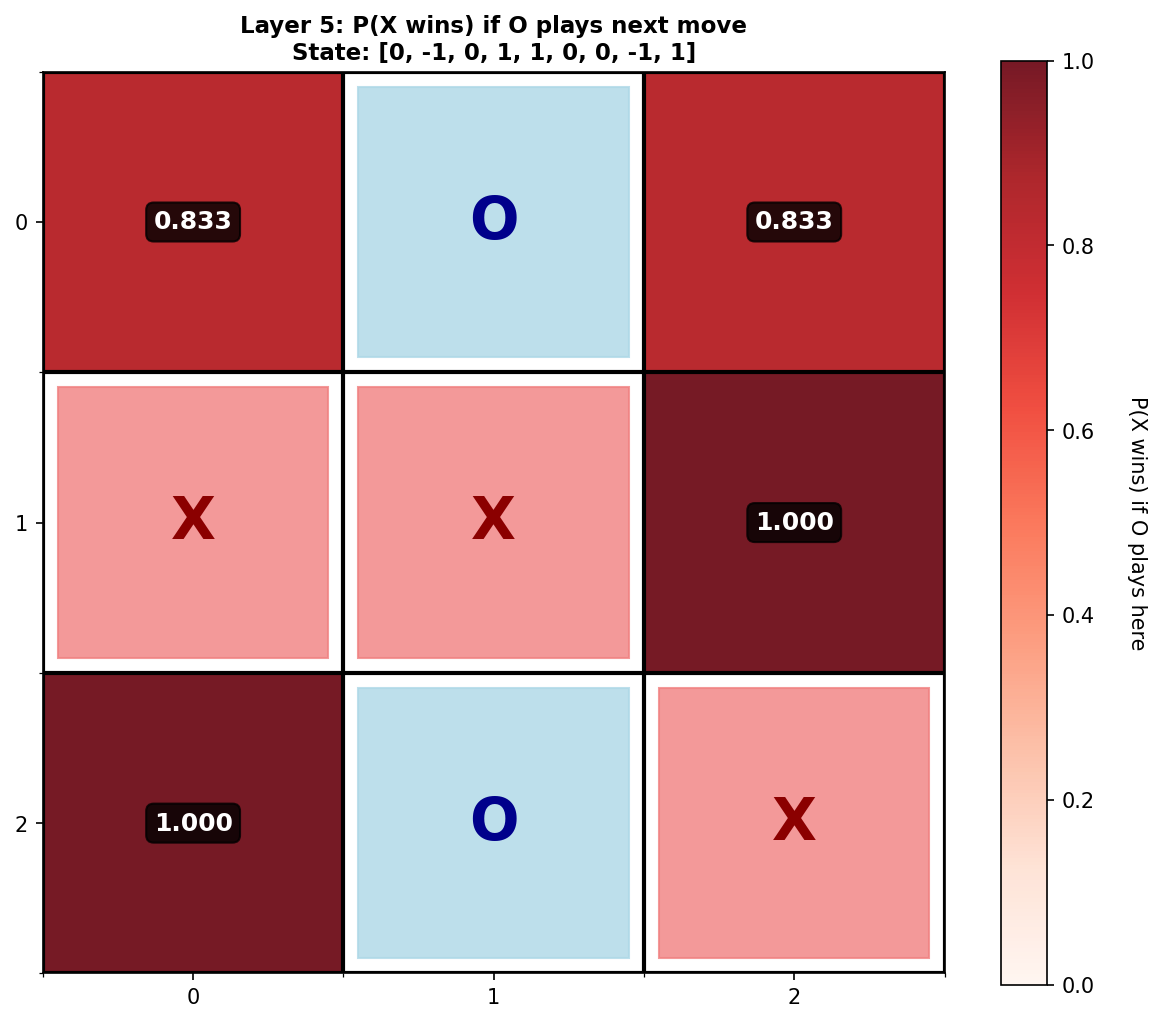 Layer 5: P(X wins) if O plays next move
State: [0, -1, 0, 1, 1, 0, 0, -1, 1]
0.833
O
0.833
X
X
1.000
1.000
O
X
0
1
2
0
1
2
1.0
0.8
0.6
0.4
0.2
0.0
P(X wins) if O plays here